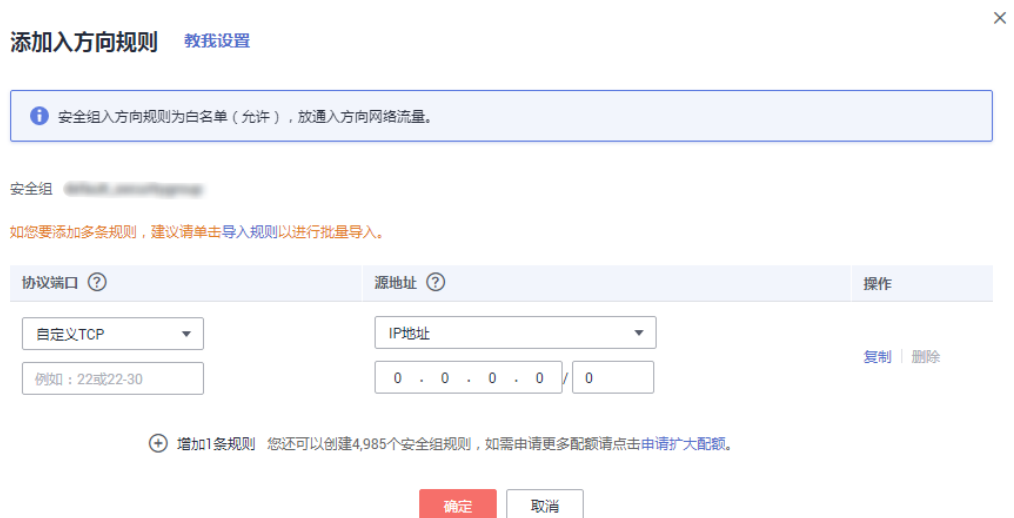 添加入方向规则 教我设置
安全组入方向规则为白名单（允许），放通入方向网络流量。
安全组
如您要添加多条规则，建议请单击导入规则以进行批量导入。
协议端口 源地址 操作
自定义TCP IP地址
复制 删除
例如：22或22-30 0 . 0 . 0 . 0 / 0
增加1条规则 您还可以创建4,985个安全组规则，如需申请更多配额请点击申请扩大配额。
确定 取消